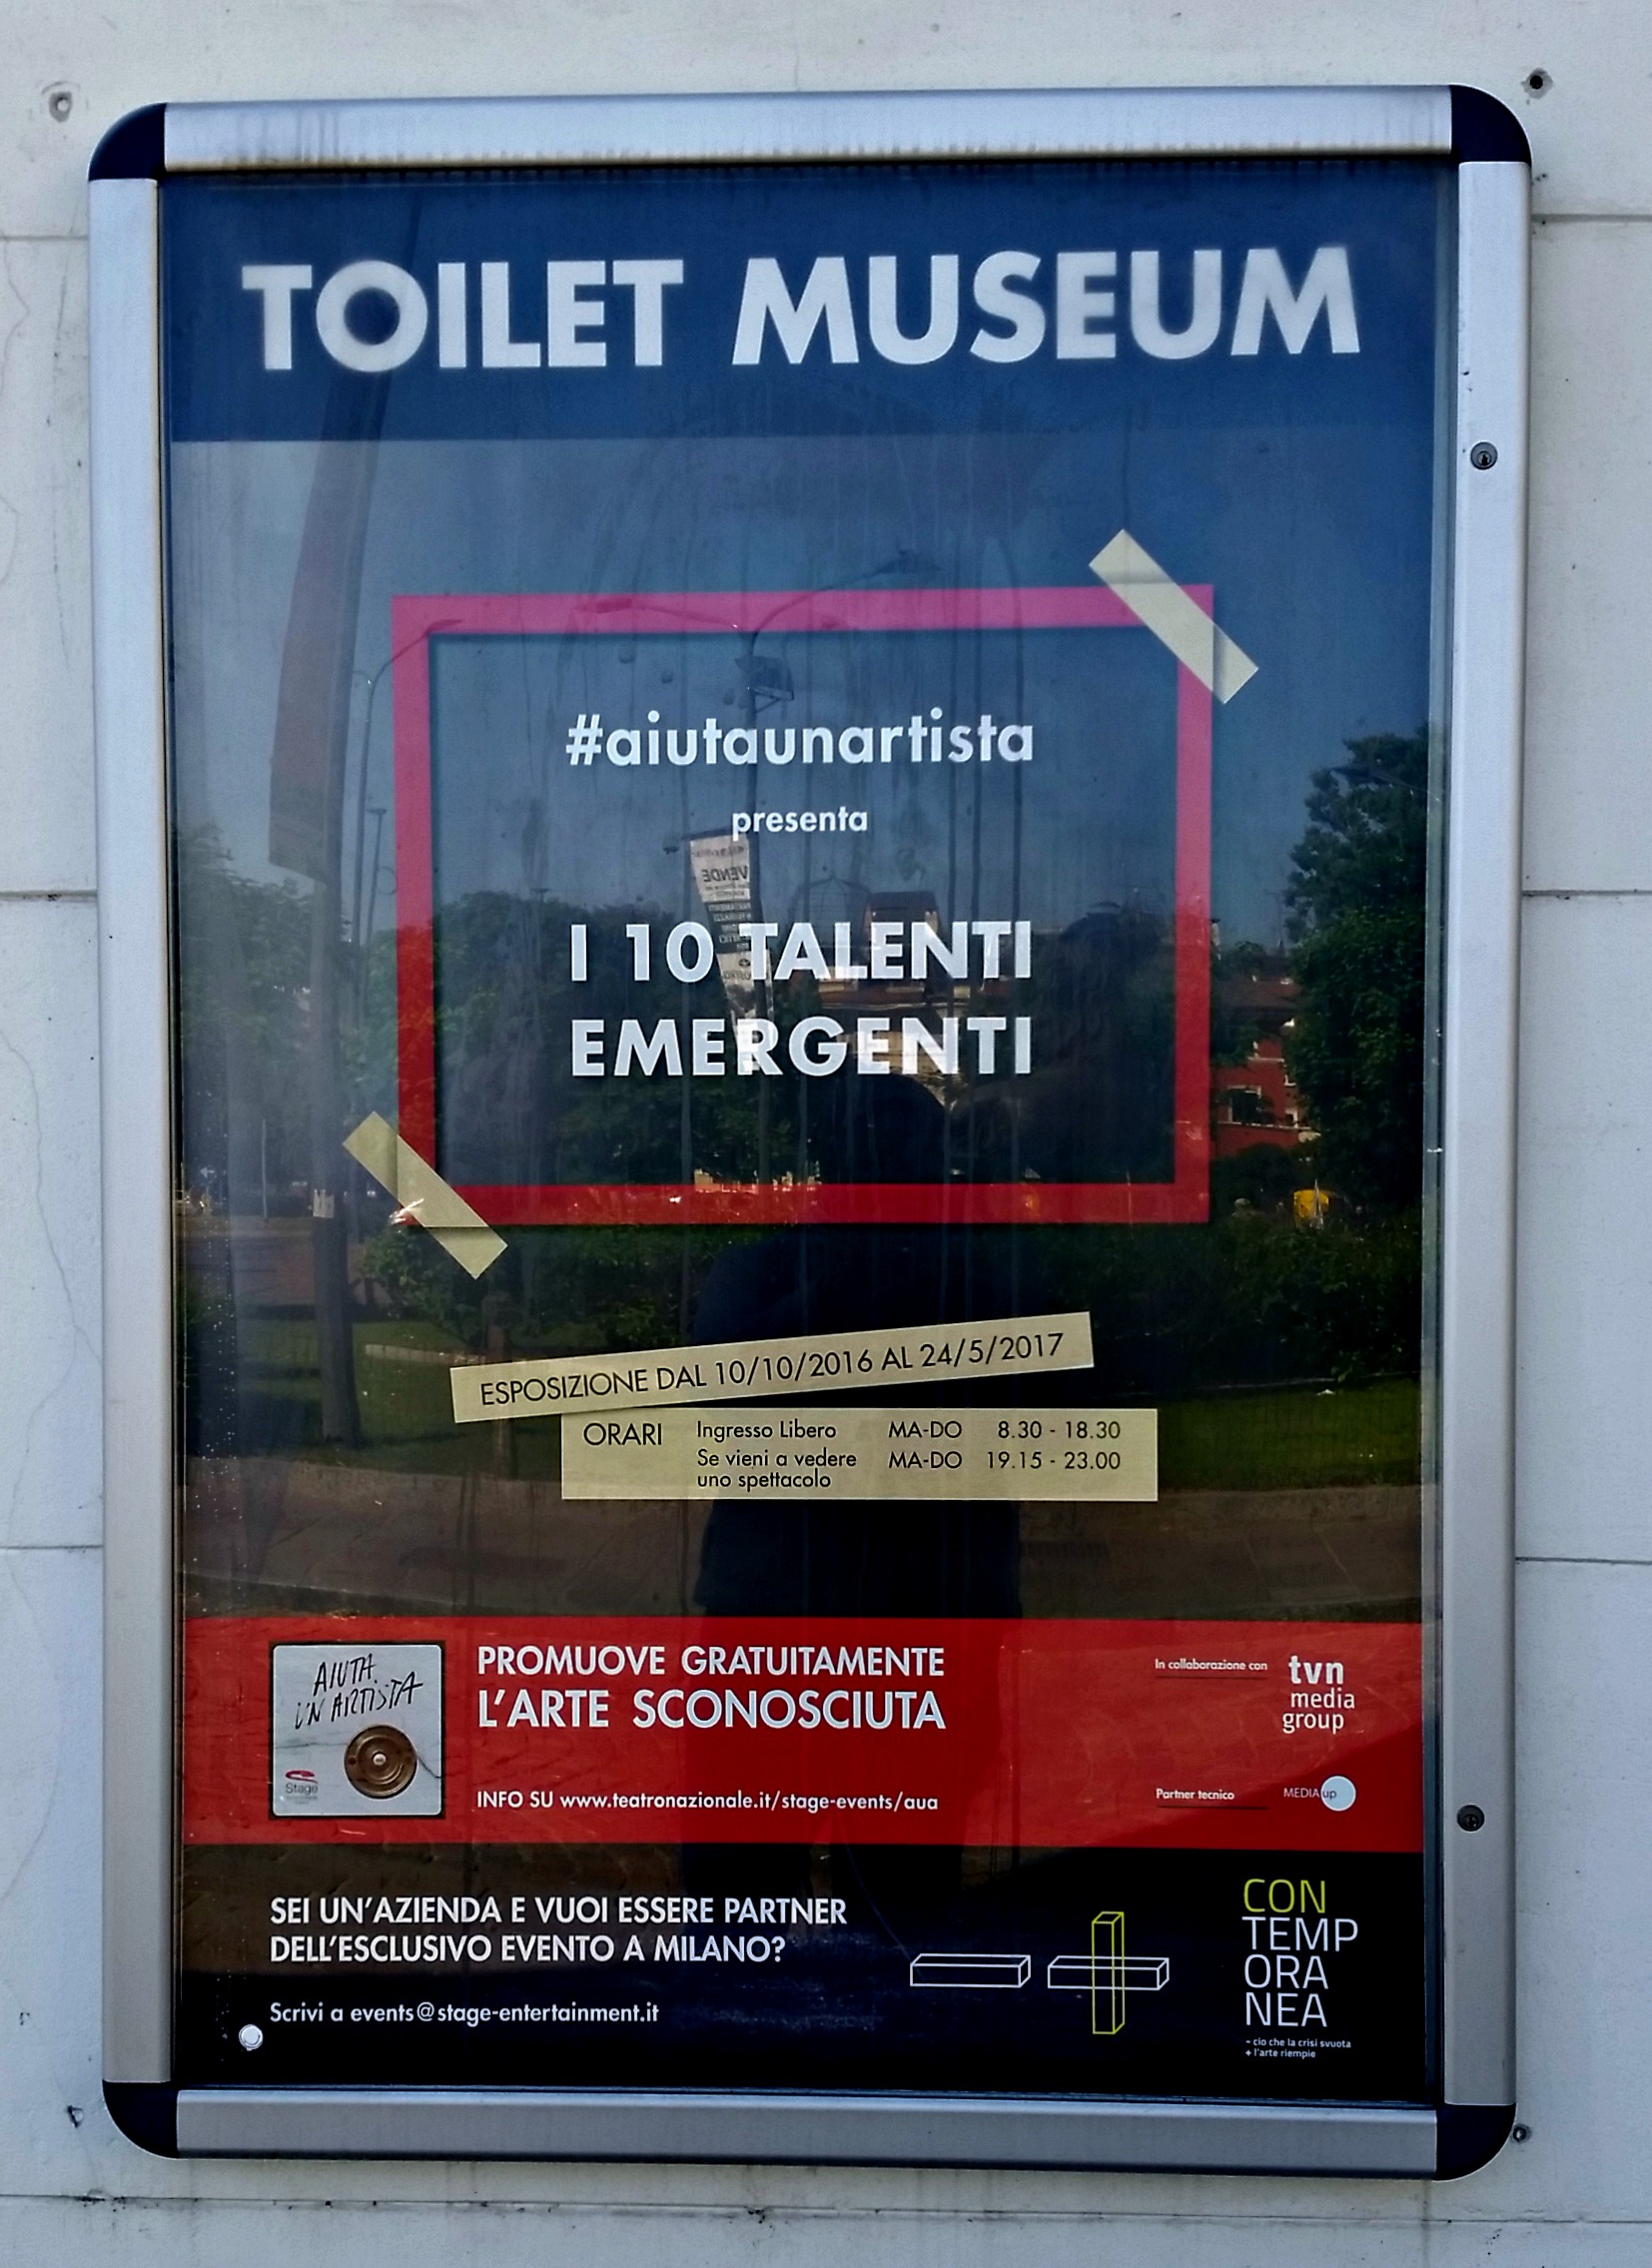 TOILET MUSEUM
#aiutaunartista
presenta
I 10 TALENTI
EMERGENTI
ESPOSIZIONE DAL 10/10/2016 AL 24/5/2017
ORARI Ingresso Libero MA-DO 8.30 - 18.30
Se vieni a vedere MA-DO 19.15 - 23.00
uno spettacolo
AIUTA
UN ARTISTA
Stage
PROMUOVE GRATUITAMENTE
L'ARTE SCONOSCIUTA
INFO SU www.teatronazionale.it/stage-events/aua
In collaborazione con
tvn
media
group
Partner tecnico
MEDIA up
SEI UN'AZIENDA E VUOI ESSERE PARTNER
DELL'ESCLUSIVO EVENTO A MILANO?
Scrivi a events@stage-entertainment.it
CON
TEMP
ORA
NEA
- cio che la crisi svuota
+ l'arte riempie
VENDE